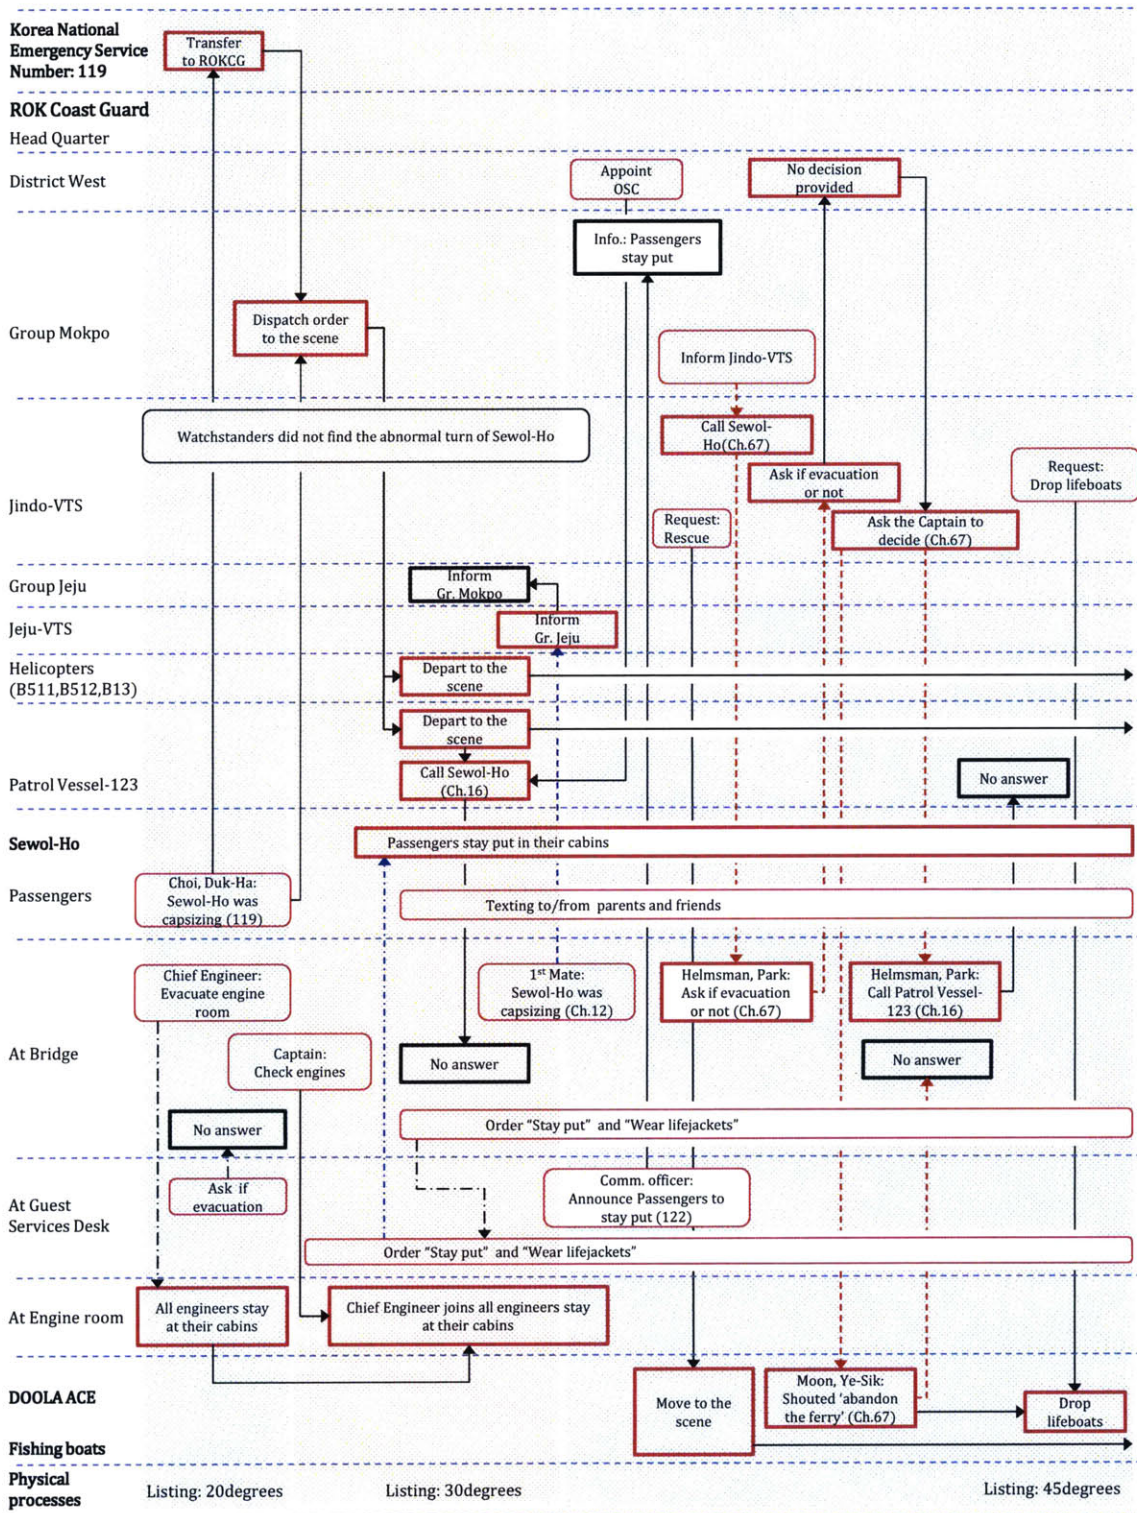 Korea National
Emergency Service
Number: 119
Transfer
to ROKCG
ROK Coast Guard
Head Quarter
District West
Appoint
OSC
No decision
provided
Info.: Passengers
stay put
Group Mokpo
Dispatch order
to the scene
Inform Jindo-VTS
Watchstanders did not find the abnormal turn of Sewol-Ho
Call Sewol-
Ho(Ch.67)
Ask if evacuation
or not
Request:
Drop lifeboats
Jindo-VTS
Request:
Rescue
Ask the Captain to
decide (Ch.67)
Group Jeju
Inform
Gr. Mokpo
Jeju-VTS
Inform
Gr. Jeju
Helicopters
(B511,B512,B13)
Depart to the
scene
Depart to the
scene
Patrol Vessel-123
Call Sewol-Ho
(Ch.16)
No answer
Sewol-Ho
Passengers stay put in their cabins
Passengers
Choi, Duk-Ha:
Sewol-Ho was
capsizing (119)
Texting to/from parents and friends
Chief Engineer:
Evacuate engine
room
1st Mate:
Sewol-Ho was
capsizing (Ch.12)
Helmsman, Park:
Ask if evacuation
or not (Ch.67)
Helmsman, Park:
Call Patrol Vessel-
123 (Ch.16)
At Bridge
Captain:
Check engines
No answer
No answer
No answer
Order "Stay put" and "Wear lifejackets"
At Guest
Services Desk
Ask if
evacuation
Comm. officer:
Announce Passengers to
stay put (122)
Order "Stay put" and "Wear lifejackets"
At Engine room
All engineers stay
at their cabins
Chief Engineer joins all engineers stay
at their cabins
DOOLA ACE
Move to the
scene
Moon, Ye-Sik:
Shouted 'abandon
the ferry' (Ch.67)
Drop
lifeboats
Fishing boats
Physical
processes
Listing: 20degrees
Listing: 30degrees
Listing: 45degrees